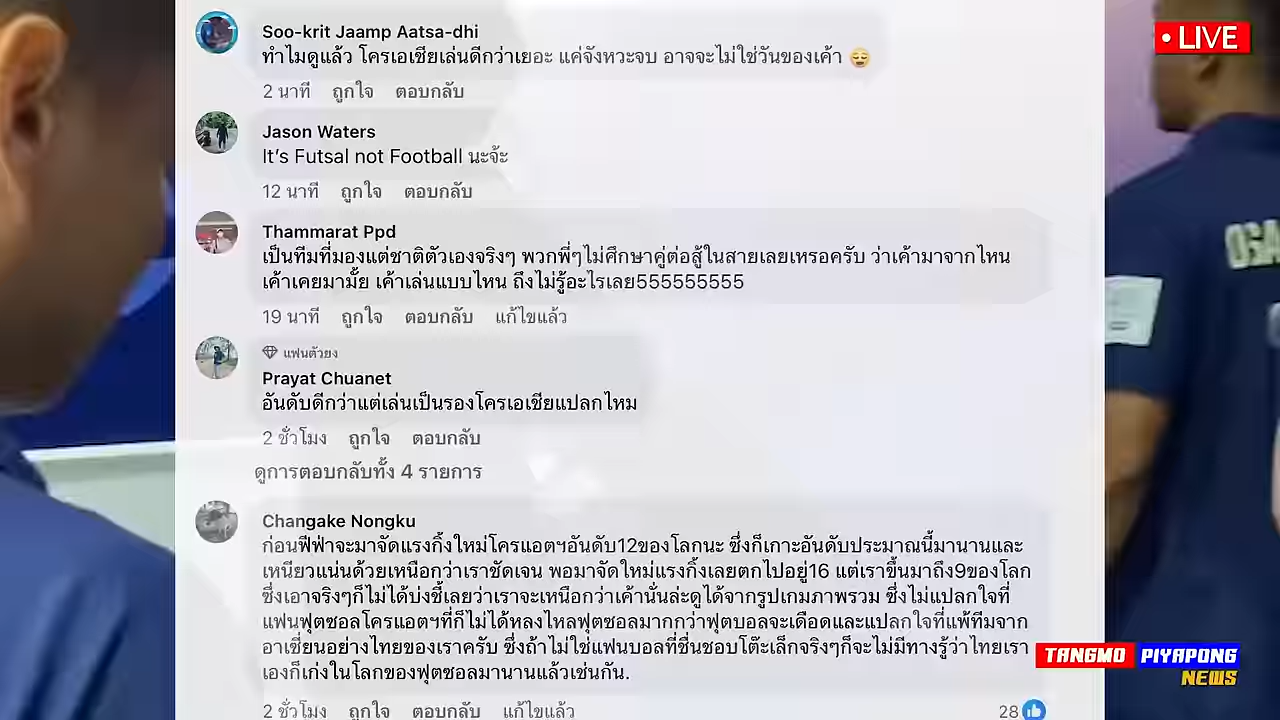 Soo-krit Jaamp Aatsa-dhi
ทำไมดูแล้ว โครเอเชียเล่นดีกว่าเยอะ แค่จังหวะจบ อาจจะไม่ใช่วันของเค้า 😌
2 นาที ถูกใจ ตอบกลับ
Jason Waters
It's Futsal not Football นะจ้ะ
12 นาที ถูกใจ ตอบกลับ
Thammarat Ppd
เป็นทีมที่มองแต่ชาติตัวเองจริงๆ พวกพี่ๆไม่ศึกษาคู่ต่อสู้ในสายเลยเหรอครับ ว่าเค้ามาจากไหน
เค้าเคยมามั้ย เค้าเล่นแบบไหน ถึงไม่รู้อะไรเลย555555555
19 นาที ถูกใจ ตอบกลับ แก้ไขแล้ว
แฟนตัวยง
Prayat Chuanet
อันดับดีกว่าแต่เล่นเป็นรองโครเอเชียแปลกไหม
2 ชั่วโมง ถูกใจ ตอบกลับ
ดูการตอบกลับทั้ง 4 รายการ
Changake Nongku
ก่อนฟีฟ่าจะมาจัดแรงกิ้งใหม่โครแอตฯอันดับ12ของโลกนะ ซึ่งก็เกาะอันดับประมาณนี้มานานและ
เหนียวแน่นด้วยเหนือกว่าเราชัดเจน พอมาจัดใหม่แรงกิ้งเลยตกไปอยู่16 แต่เราขึ้นมาถึง9ของโลก
ซึ่งเอาจริงๆก็ไม่ได้บ่งชี้เลยว่าเราจะเหนือกว่าเค้านั่นล่ะดูได้จากรูปเกมภาพรวม ซึ่งไม่แปลกใจที่
แฟนฟุตซอลโครแอตฯที่ก็ไม่ได้หลงไหลฟุตซอลมากกว่าฟุตบอลจะเดือดและแปลกใจที่แพ้ทีมจาก
อาเซี่ยนอย่างไทยของเราครับ ซึ่งถ้าไม่ใช่แฟนบอลที่ชื่นชอบโต๊ะเล็กจริงๆก็จะไม่มีทางรู้ว่าไทยเรา
เองก็เก่งในโลกของฟุตซอลมานานแล้วเช่นกัน.
2 ชั่วโมง ถูกใจ ตอบกลับ แก้ไขแล้ว 28
LIVE
TANGMO PIYAPONG
NEWS